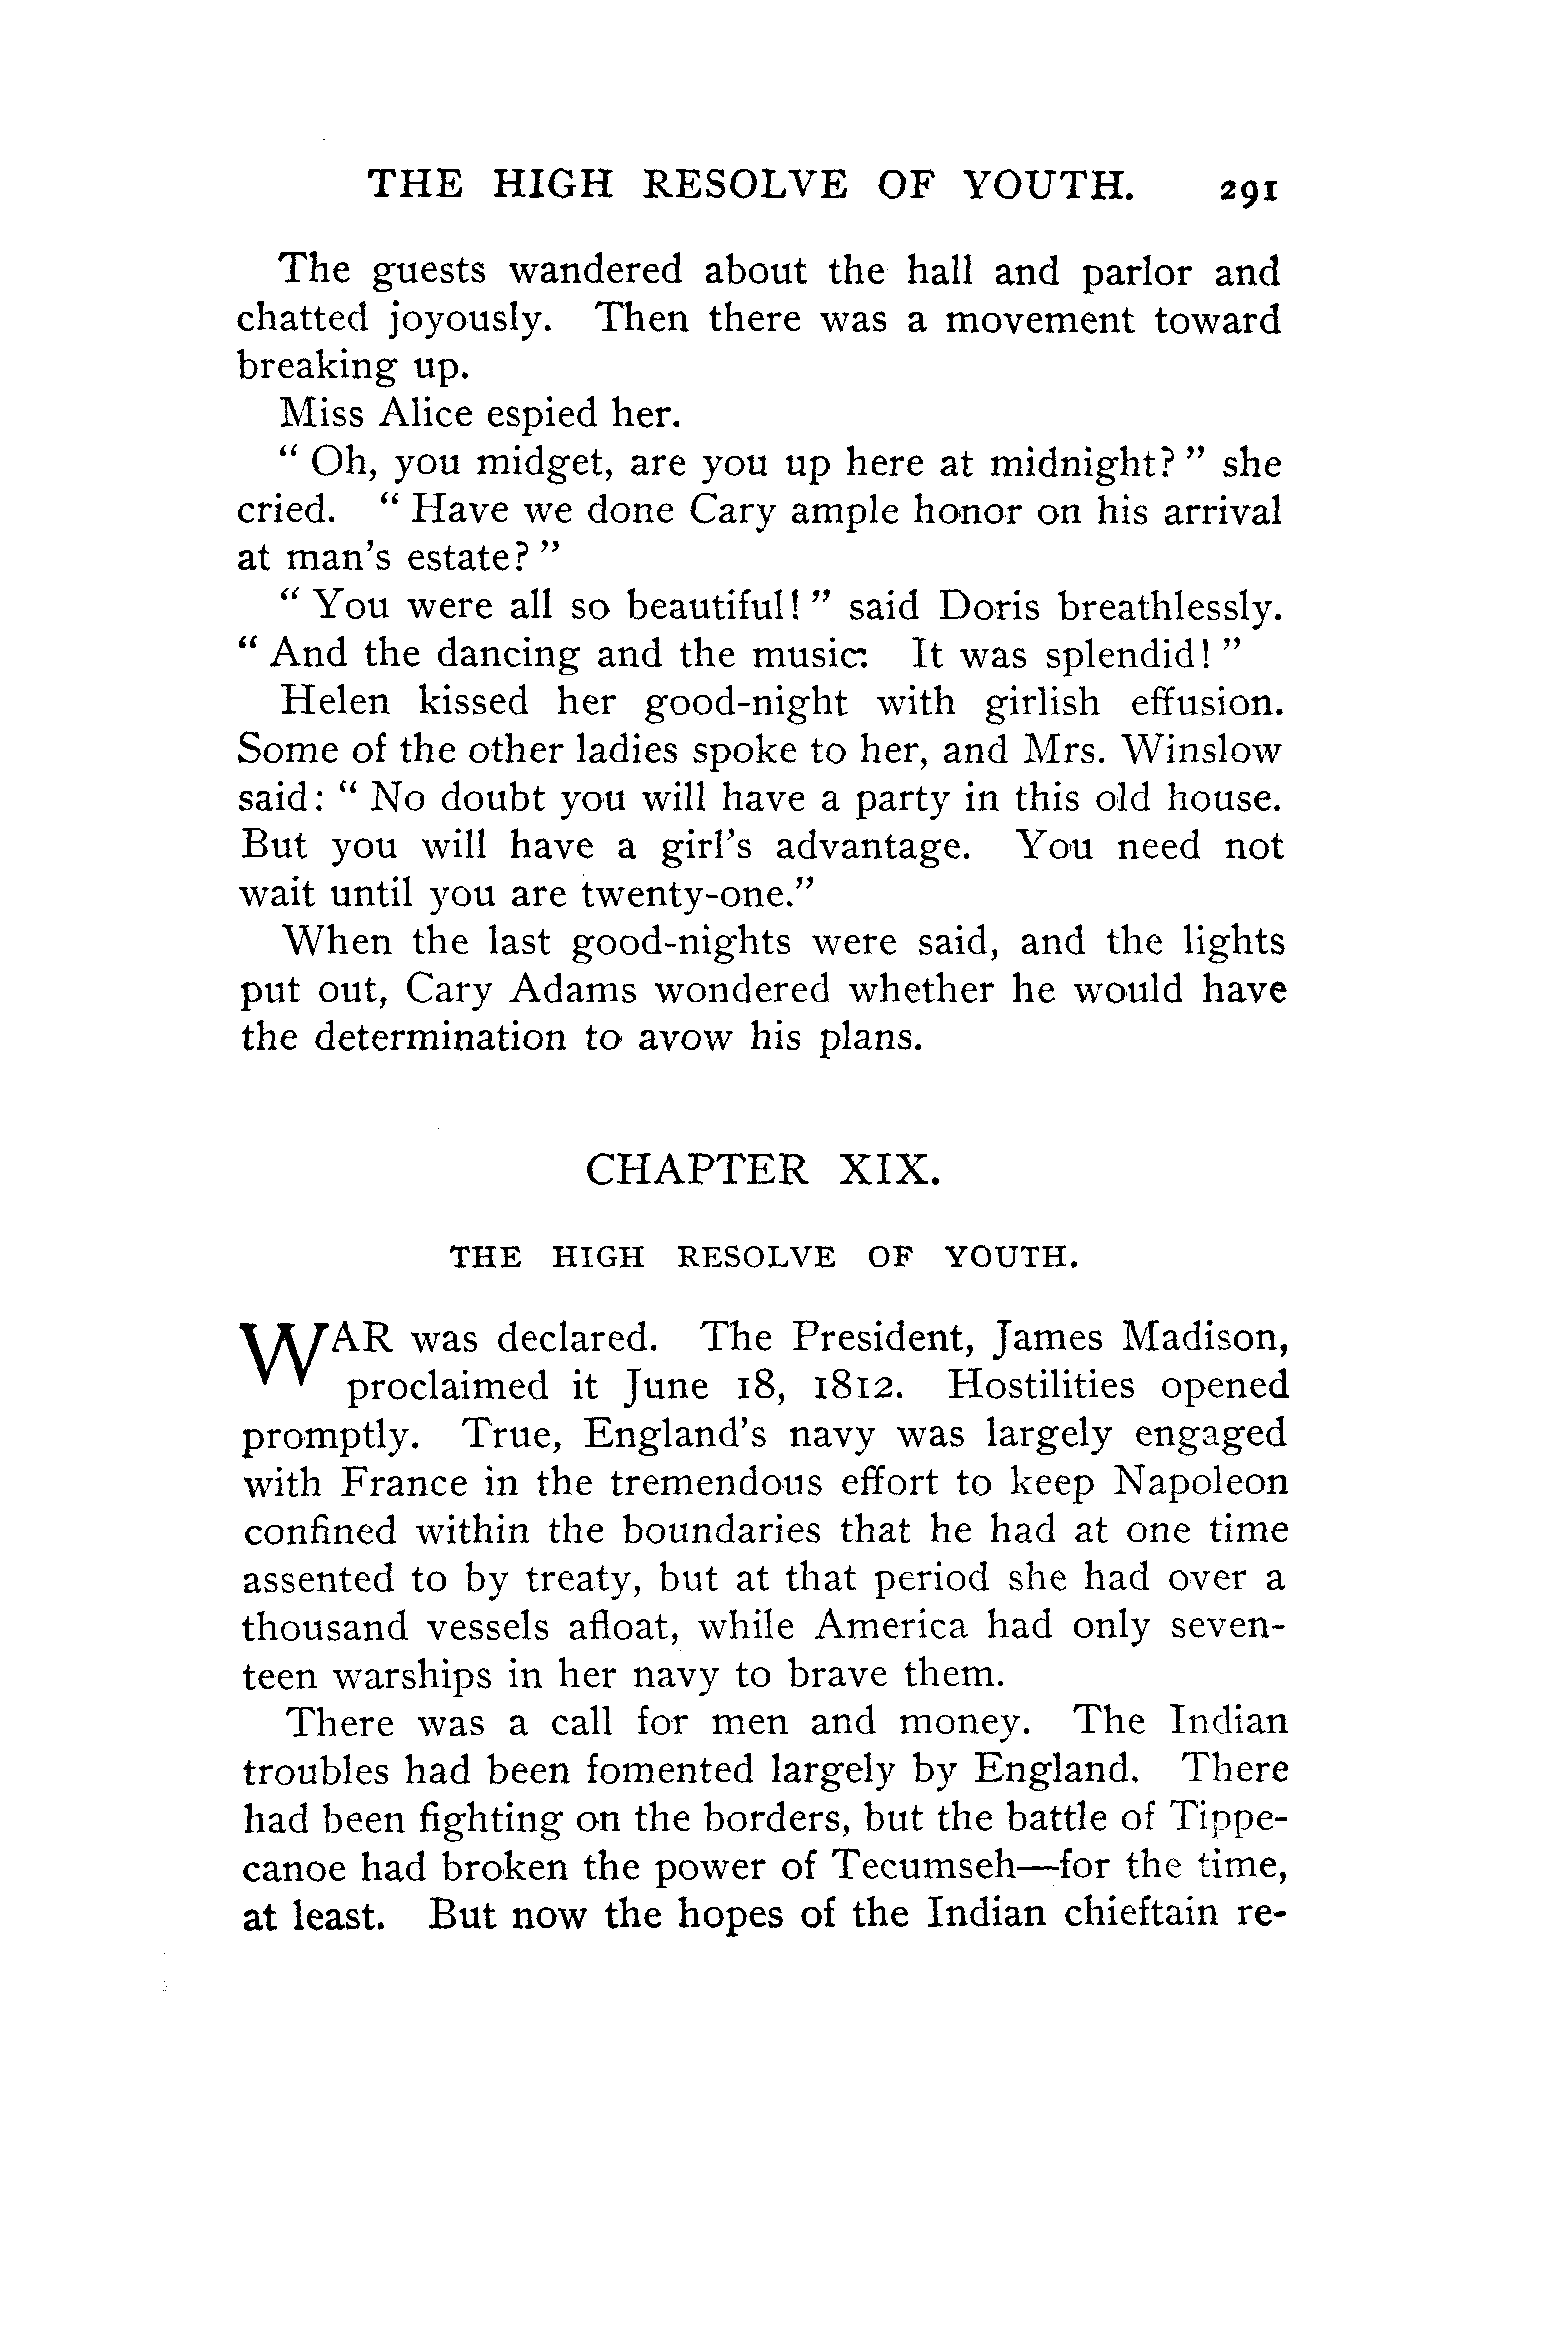 THE HIGH RESOLVE OF YOUTH. 291
The guests wandered about the hall and parlor and
chatted joyously. Then there was a movement toward
breaking up.
Miss Alice espied her.
“ Oh, you midget, are you up here at midnight? ” she
cried. “ Have we done Cary ample honor on his arrival
at man’s estate? ”
“ You were all so beautiful! ” said Doris breathlessly.
“ And the dancing and the music: It was splendid! ”
Helen kissed her good-night with girlish effusion.
Some of the other ladies spoke to her, and Mrs. Winslow
said: “ No doubt you will have a party in this old house.
But you will have a girl’s advantage. You need not
wait until you are twenty-one.”
When the last good-nights were said, and the lights
put out, Cary Adams wondered whether he would have
the determination to avow his plans.
CHAPTER XIX.
THE HIGH RESOLVE OF YOUTH.
WAR was declared. The President, James Madison,
proclaimed it June 18, 1812. Hostilities opened
promptly. True, England’s navy was largely engaged
with France in the tremendous effort to keep Napoleon
confined within the boundaries that he had at one time
assented to by treaty, but at that period she had over a
thousand vessels afloat, while America had only seven-
teen warships in her navy to brave them.
There was a call for men and money. The Indian
troubles had been fomented largely by England. There
had been fighting on the borders, but the battle of Tippe-
canoe had broken the power of Tecumseh—for the time,
at least. But now the hopes of the Indian chieftain re-